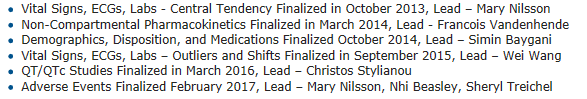 • Vital Signs, ECGs, Labs - Central Tendency Finalized in October 2013, Lead – Mary Nilsson
• Non-Compartmental Pharmacokinetics Finalized in March 2014, Lead - Francois Vandenhende
• Demographics, Disposition, and Medications Finalized October 2014, Lead – Simin Baygani
• Vital Signs, ECGs, Labs – Outliers and Shifts Finalized in September 2015, Lead – Wei Wang
• QT/QTc Studies Finalized in March 2016, Lead – Christos Stylianou
• Adverse Events Finalized February 2017, Lead – Mary Nilsson, Nhi Beasley, Sheryl Treichel